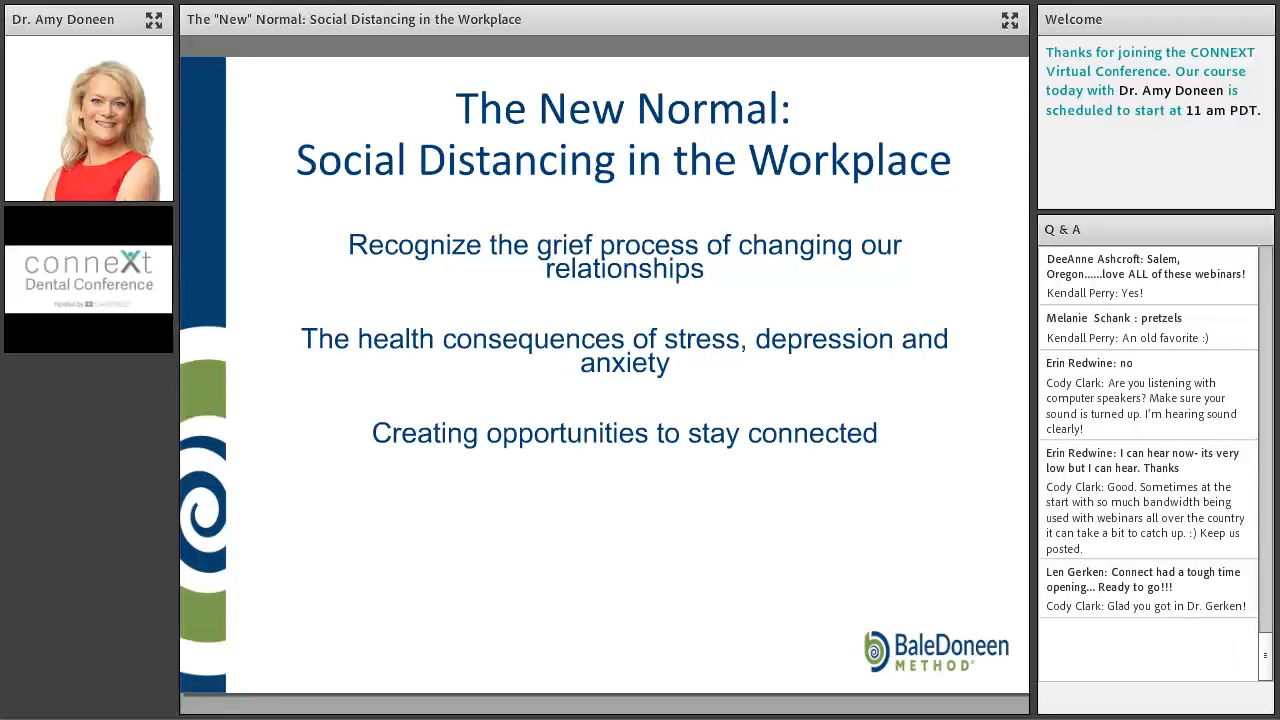 Dr. Amy Doneen
The "New" Normal: Social Distancing in the Workplace
Welcome
Thanks for joining the CONNEXT
Virtual Conference. Our course
today with Dr. Amy Doneen is
scheduled to start at 11 am PDT.
The New Normal:
Social Distancing in the Workplace
Recognize the grief process of changing our
relationships
The health consequences of stress, depression and
anxiety
Creating opportunities to stay connected
BaleDoneen
METHOD
conneXt
Dental Conference
Hosted by
Q & A
DeeAnne Ashcroft: Salem,
Oregon......love ALL of these webinars!
Kendall Perry: Yes!
Melanie Schank : pretzels
Kendall Perry: An old favorite :)
Erin Redwine: no
Cody Clark: Are you listening with
computer speakers? Make sure your
sound is turned up. I'm hearing sound
clearly!
Erin Redwine: I can hear now- its very
low but I can hear. Thanks
Cody Clark: Good. Sometimes at the
start with so much bandwidth being
used with webinars all over the country
it can take a bit to catch up. :) Keep us
posted.
Len Gerken: Connect had a tough time
opening... Ready to go!!!
Cody Clark: Glad you got in Dr. Gerken!